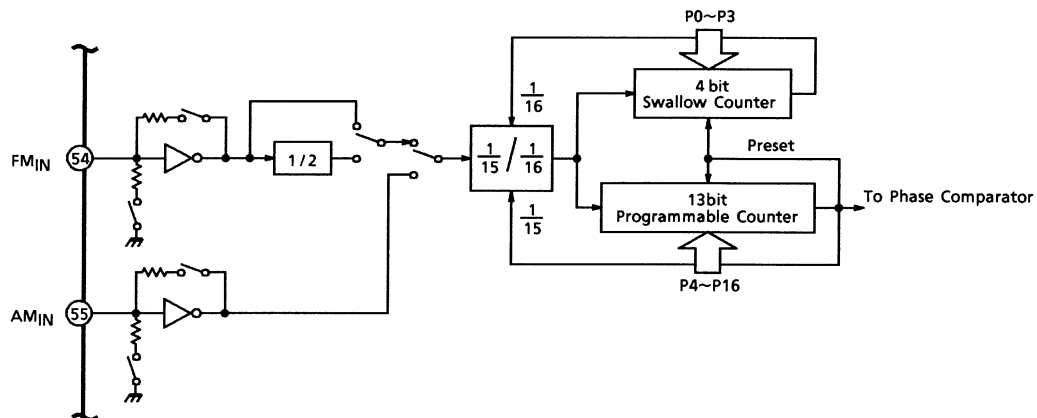 P0~P3
1/16
4 bit
Swallow Counter
FMIN
54
1/2
1/15 / 1/16
Preset
13bit
Programmable Counter
To Phase Comparator
1/15
P4~P16
AMIN
55